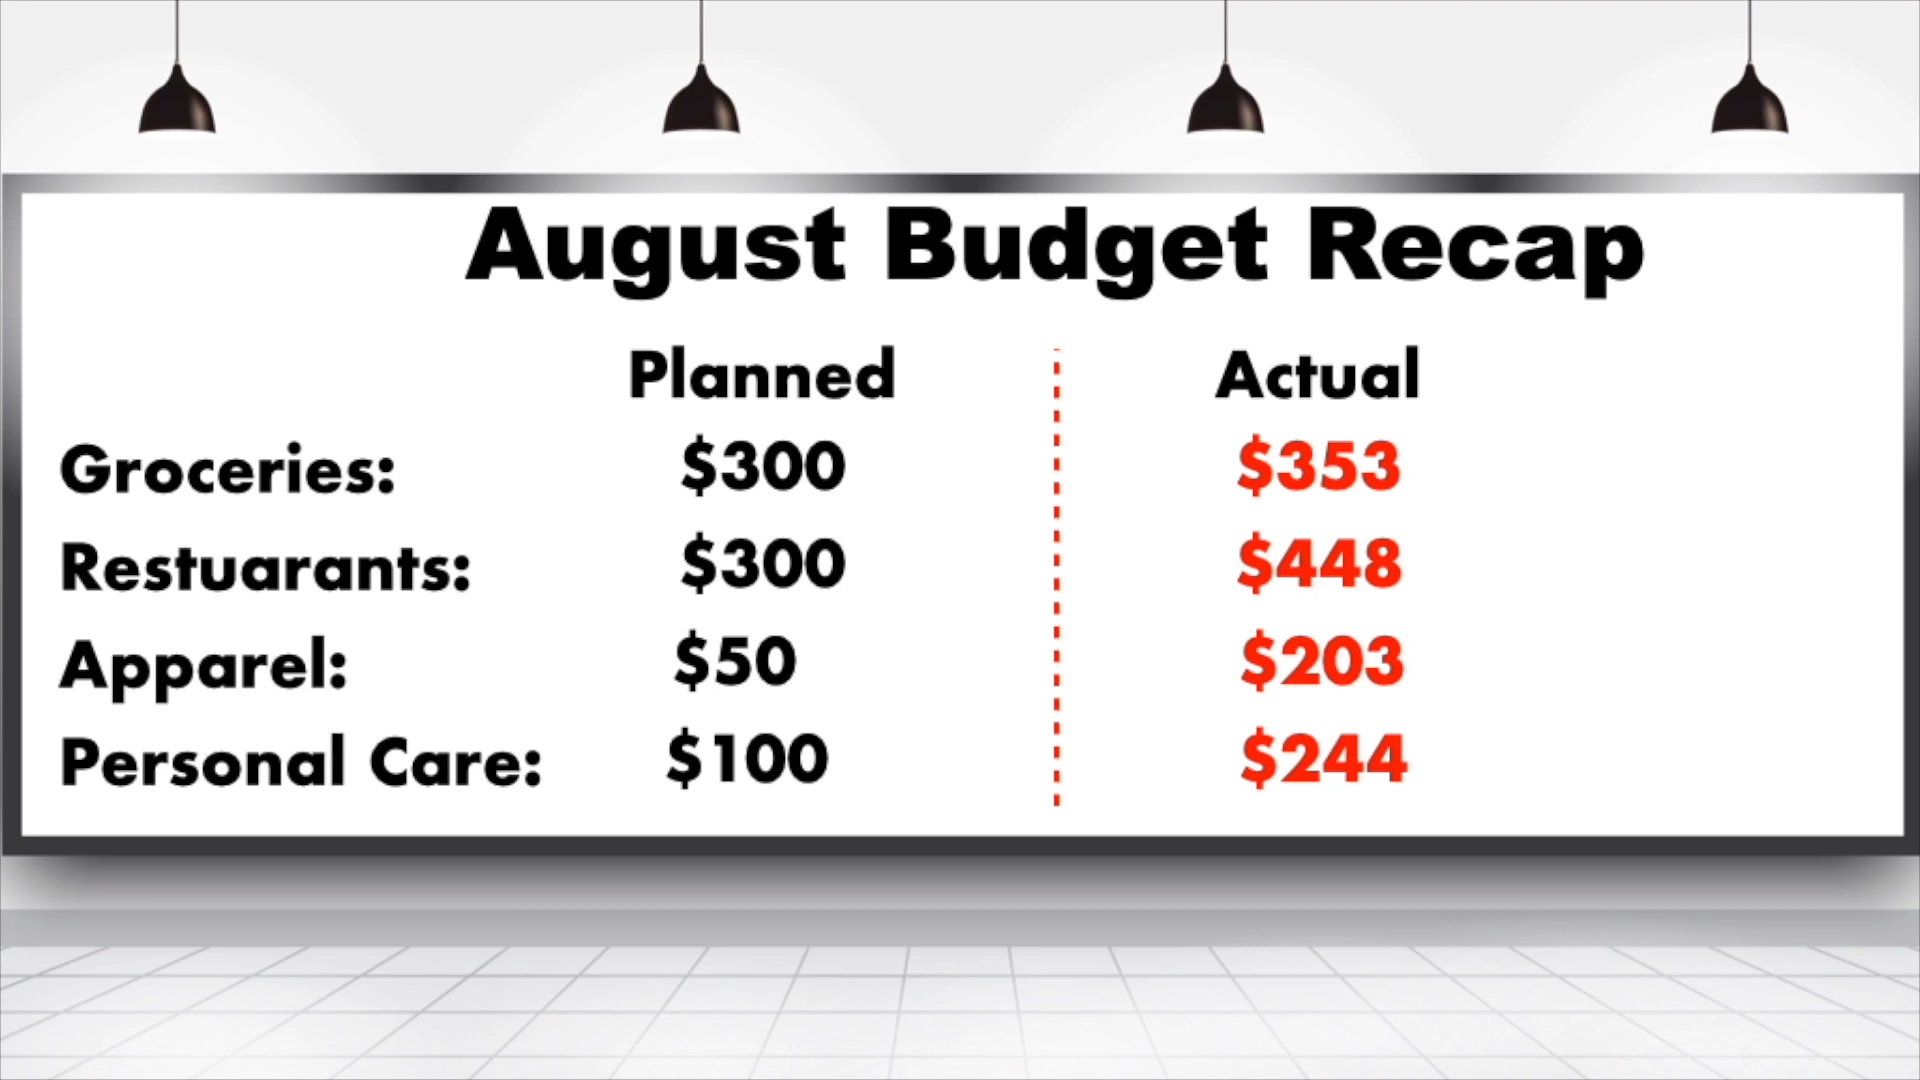 August Budget Recap
Planned Actual
Groceries: $300 $353
Restuarants: $300 $448
Apparel: $50 $203
Personal Care: $100 $244